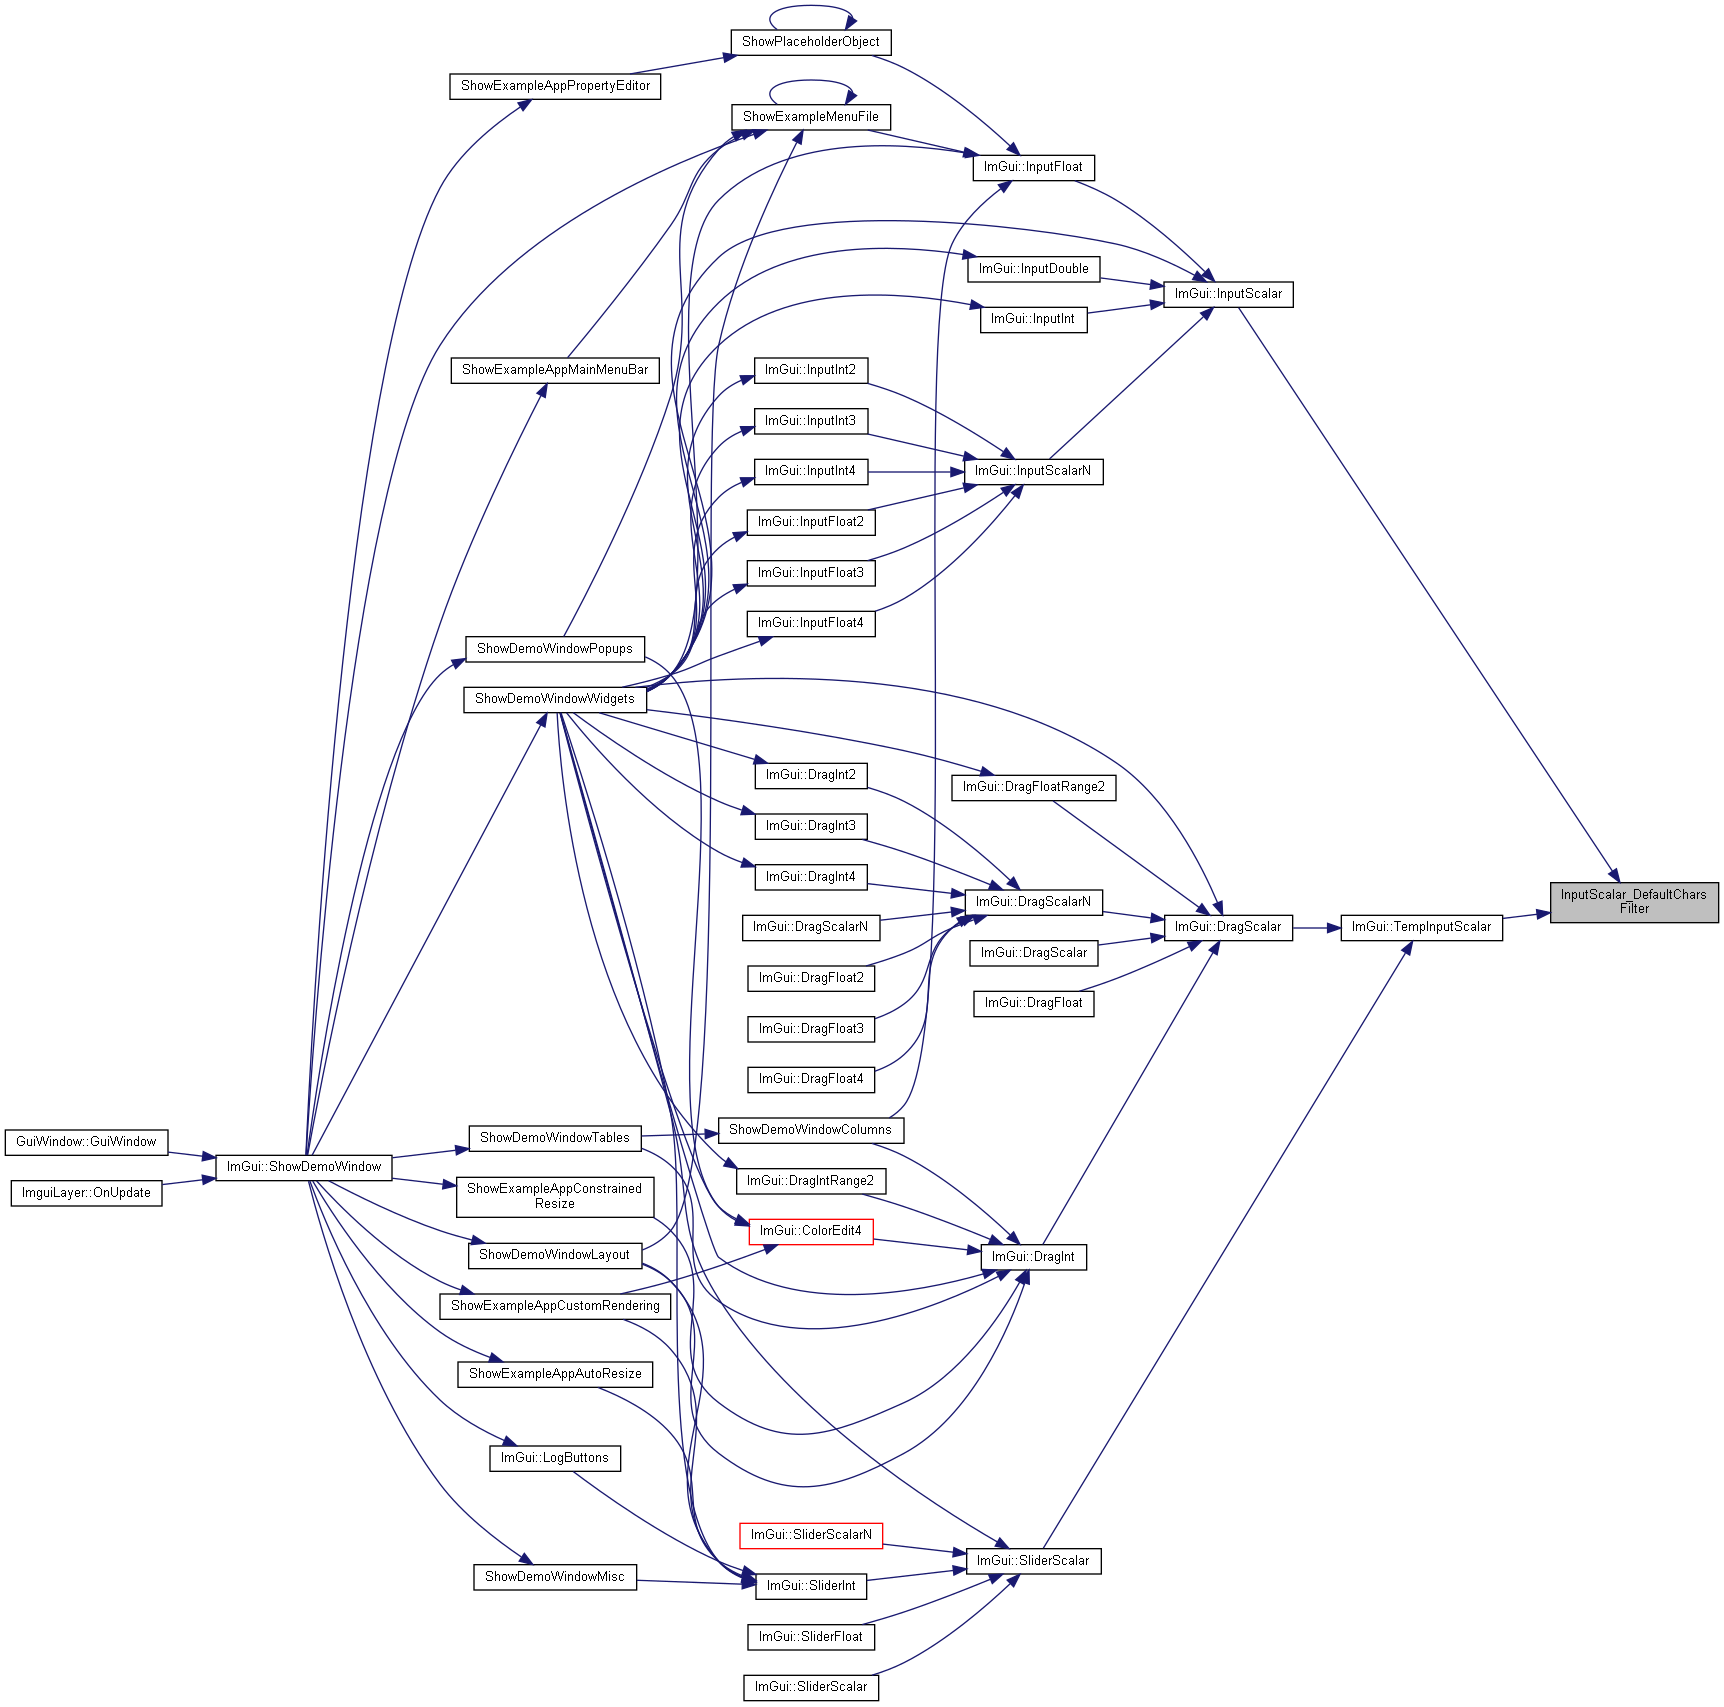 ShowPlaceholderObject
ShowExampleAppPropertyEditor
ShowExampleMenuFile
ImGui::InputFloat
ImGui::InputDouble
ImGui::InputScalar
ImGui::InputInt
ShowExampleAppMainMenuBar
ImGui::InputInt2
ImGui::InputInt3
ImGui::InputInt4
ImGui::InputScalarN
ImGui::InputFloat2
ImGui::InputFloat3
ImGui::InputFloat4
ShowDemoWindowPopups
ShowDemoWindowWidgets
ImGui::DragInt2
ImGui::DragFloatRange2
ImGui::DragInt3
ImGui::DragInt4
ImGui::DragScalarN
InputScalar_DefaultChars
Filter
ImGui::DragScalarN
ImGui::DragScalar
ImGui::TempInputScalar
ImGui::DragScalar
ImGui::DragFloat2
ImGui::DragFloat
ImGui::DragFloat3
ImGui::DragFloat4
ShowDemoWindowColumns
GuiWindow::GuiWindow
ShowDemoWindowTables
ImGui::ShowDemoWindow
ImGui::DragIntRange2
ImguiLayer::OnUpdate
ShowExampleAppConstrained
Resize
ImGui::ColorEdit4
ShowDemoWindowLayout
ImGui::DragInt
ShowExampleAppCustomRendering
ShowExampleAppAutoResize
ImGui::LogButtons
ImGui::SliderScalarN
ImGui::SliderScalar
ShowDemoWindowMisc
ImGui::SliderInt
ImGui::SliderFloat
ImGui::SliderScalar